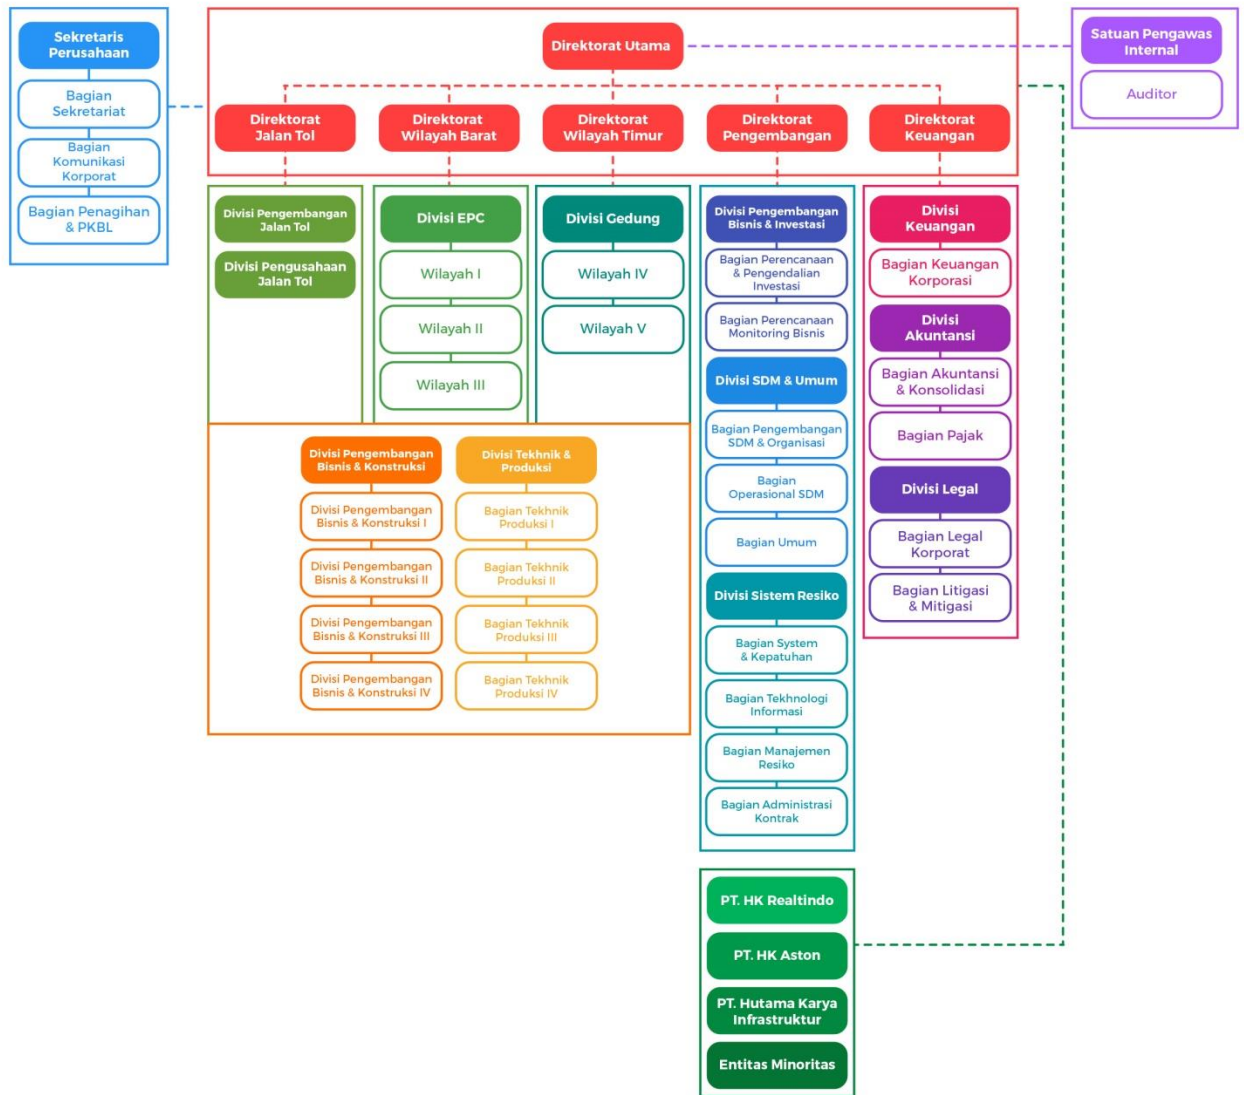 Sekretaris
Perusahaan
Bagian
Sekretariat
Bagian
Komunikasi
Korporat
Bagian Penagihan
& PKBL
Direktorat Utama
Satuan Pengawas
Internal
Auditor
Direktorat
Jalan Tol
Direktorat
Wilayah Barat
Direktorat
Wilayah Timur
Direktorat
Pengembangan
Direktorat
Keuangan
Divisi Pengembangan
Jalan Tol
Divisi Pengusahaan
Jalan Tol
Divisi EPC
Wilayah I
Wilayah II
Wilayah III
Divisi Gedung
Wilayah IV
Wilayah V
Divisi Pengembangan
Bisnis & Konstruksi
Divisi Pengembangan
Bisnis & Konstruksi I
Divisi Pengembangan
Bisnis & Konstruksi II
Divisi Pengembangan
Bisnis & Konstruksi III
Divisi Pengembangan
Bisnis & Konstruksi IV
Divisi Tekhnik &
Produksi
Bagian Tekhnik
Produksi I
Bagian Tekhnik
Produksi II
Bagian Tekhnik
Produksi III
Bagian Tekhnik
Produksi IV
Divisi Pengembangan
Bisnis & Investasi
Bagian Perencanaan
& Pengendalian
Investasi
Bagian Perencanaan
Monitoring Bisnis
Divisi SDM & Umum
Bagian Pengembangan
SDM & Organisasi
Bagian
Operasional SDM
Bagian Umum
Divisi Sistem Resiko
Bagian System
& Kepatuhan
Bagian Tekhnologi
Informasi
Bagian Manajemen
Resiko
Bagian Administrasi
Kontrak
Divisi
Keuangan
Bagian Keuangan
Korporasi
Divisi
Akuntansi
Bagian Akuntansi
& Konsolidasi
Bagian Pajak
Divisi Legal
Bagian Legal
Korporat
Bagian Litigasi
& Mitigasi
PT. HK Realtindo
PT. HK Aston
PT. Hutama Karya
Infrastruktur
Entitas Minoritas